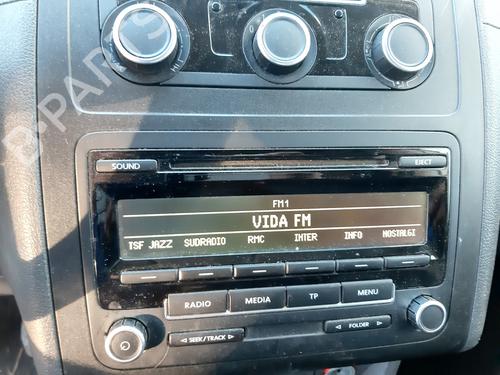 B-PARTS
HI
SOUND
EJECT
FM1
VIDA FM
TSF JAZZ SUDRADIO RMC INTER INFO NOSTALGI
RADIO MEDIA TP MENU
< SEEK / TRACK >
< FOLDER >